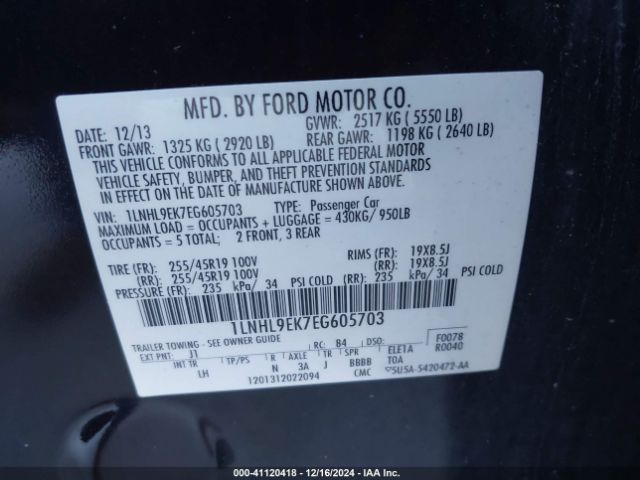 MFD. BY FORD MOTOR CO.
DATE: 12/13 GVWR: 2517 KG ( 5550 LB)
FRONT GAWR: 1325 KG ( 2920 LB) REAR GAWR: 1198 KG ( 2640 LB)
THIS VEHICLE CONFORMS TO ALL APPLICABLE FEDERAL MOTOR
VEHICLE SAFETY, BUMPER, AND THEFT PREVENTION STANDARDS
IN EFFECT ON THE DATE OF MANUFACTURE SHOWN ABOVE.
VIN: 1LNHL9EK7EG605703 TYPE: Passenger Car
MAXIMUM LOAD = OCCUPANTS + LUGGAGE = 430KG/ 950LB
OCCUPANTS = 5 TOTAL; 2 FRONT, 3 REAR
TIRE (FR): 255/45R19 100V RIMS (FR): 19X8.5J
(RR): 255/45R19 100V (RR): 19X8.5J
PRESSURE (FR): 235 kPa/ 34 PSI COLD (RR): 235 kPa/ 34 PSI COLD
1LNHL9EK7EG605703
TRAILER TOWING - SEE OWNER GUIDE
EXT PNT: J1 RC: B4 DSO: F0078
R0040
INT TR TP/PS R AXLE TR SPR ELE1A
LH N 3A J BBBB TOA
1201312022094 CMC 5U5A-5420472-AA
000-41120418 - 12/16/2024 - IAA Inc.